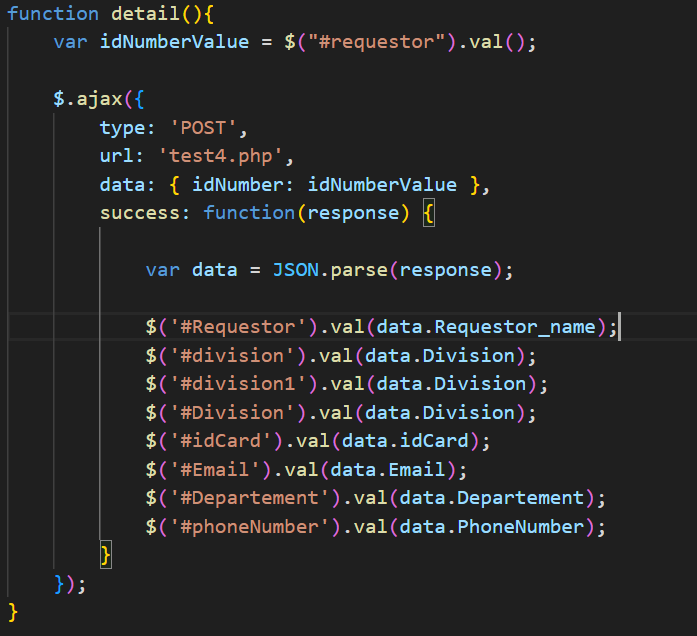 function detail(){
var idNumberValue = $("#requestor").val();
$.ajax({
type: 'POST',
url: 'test4.php',
data: { idNumber: idNumberValue },
success: function(response) {
var data = JSON.parse(response);
$('#Requestor').val(data.Requestor_name);
$('#division').val(data.Division);
$('#division1').val(data.Division);
$('#Division').val(data.Division);
$('#idCard').val(data.idCard);
$('#Email').val(data.Email);
$('#Departement').val(data.Departement);
$('#phoneNumber').val(data.PhoneNumber);
}
});
}